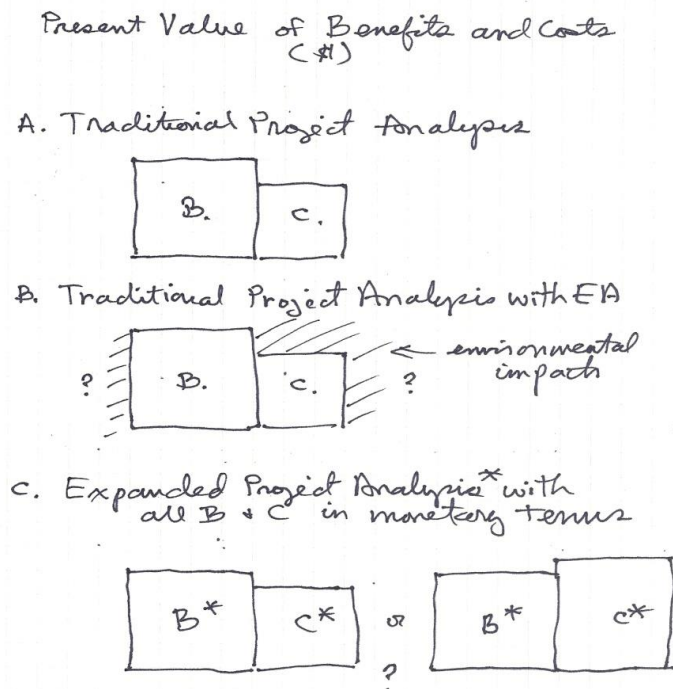 Present Value of Benefits and Costs
($)
A. Traditional Project Analysis
B. C.
B. Traditional Project Analysis with EA
? B. C. ? ← environmental
impact
C. Expanded Project Analysis* with
all B & C in monetary terms
B* C* or B* C*
?